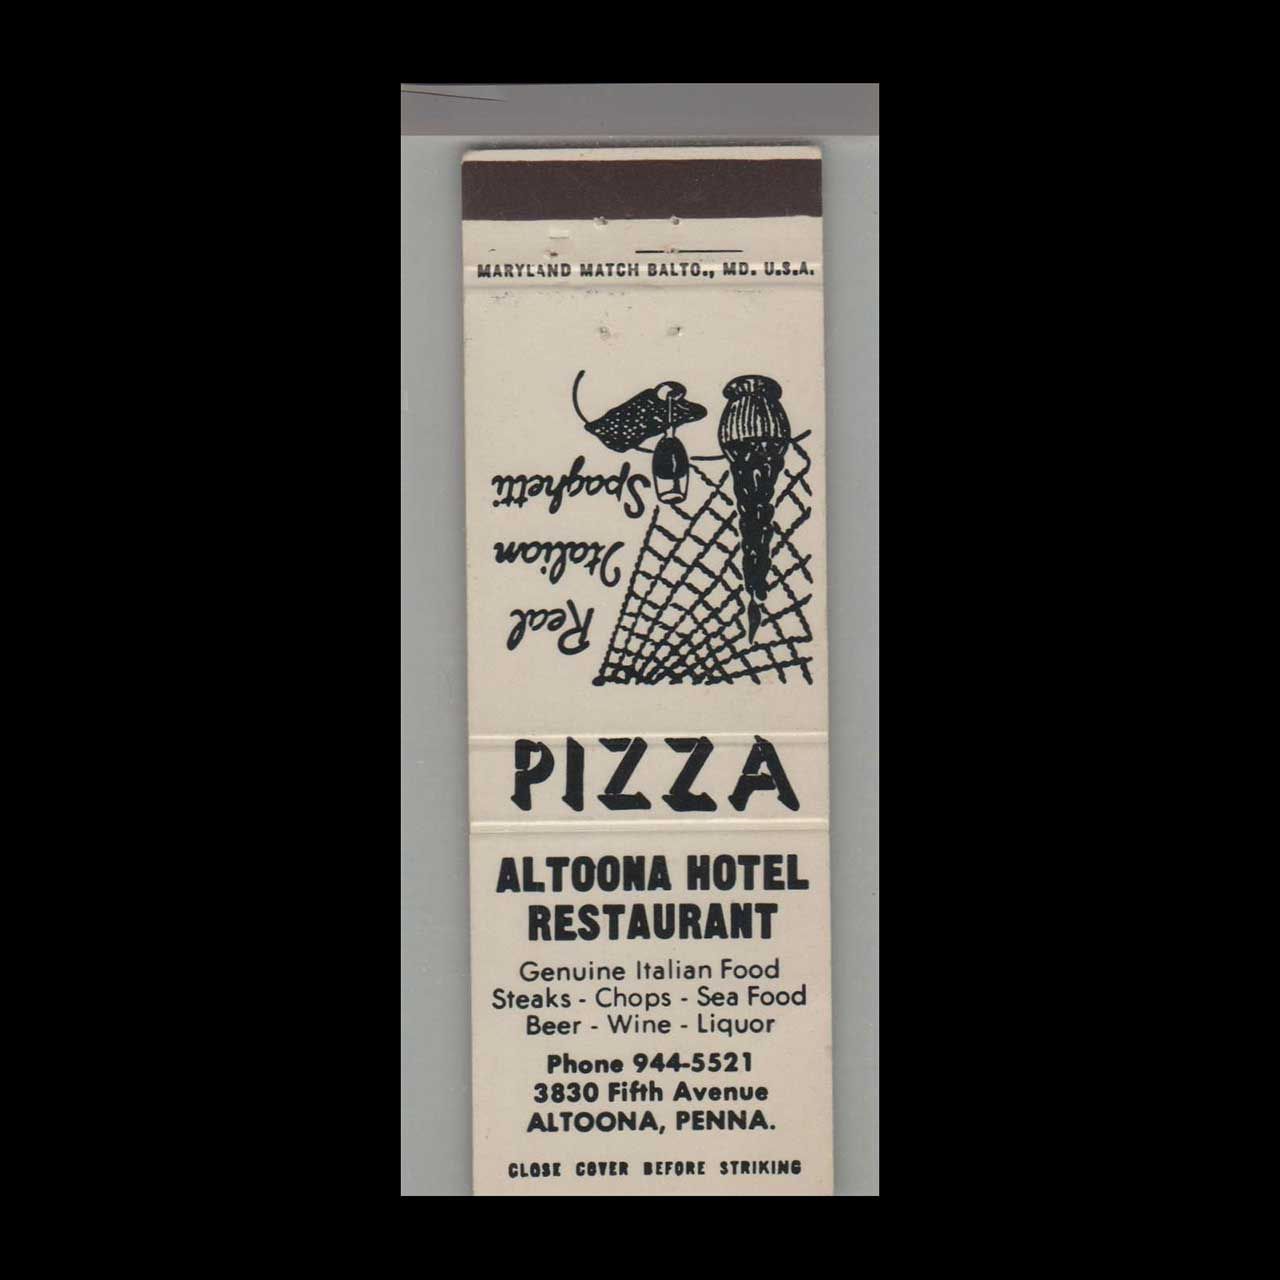 MARYLAND MATCH BALTO., MD. U.S.A.
Real
Italian
Spaghetti
PIZZA
ALTOONA HOTEL
RESTAURANT
Genuine Italian Food
Steaks - Chops - Sea Food
Beer - Wine - Liquor
Phone 944-5521
3830 Fifth Avenue
ALTOONA, PENNA.
CLOSE COVER BEFORE STRIKING